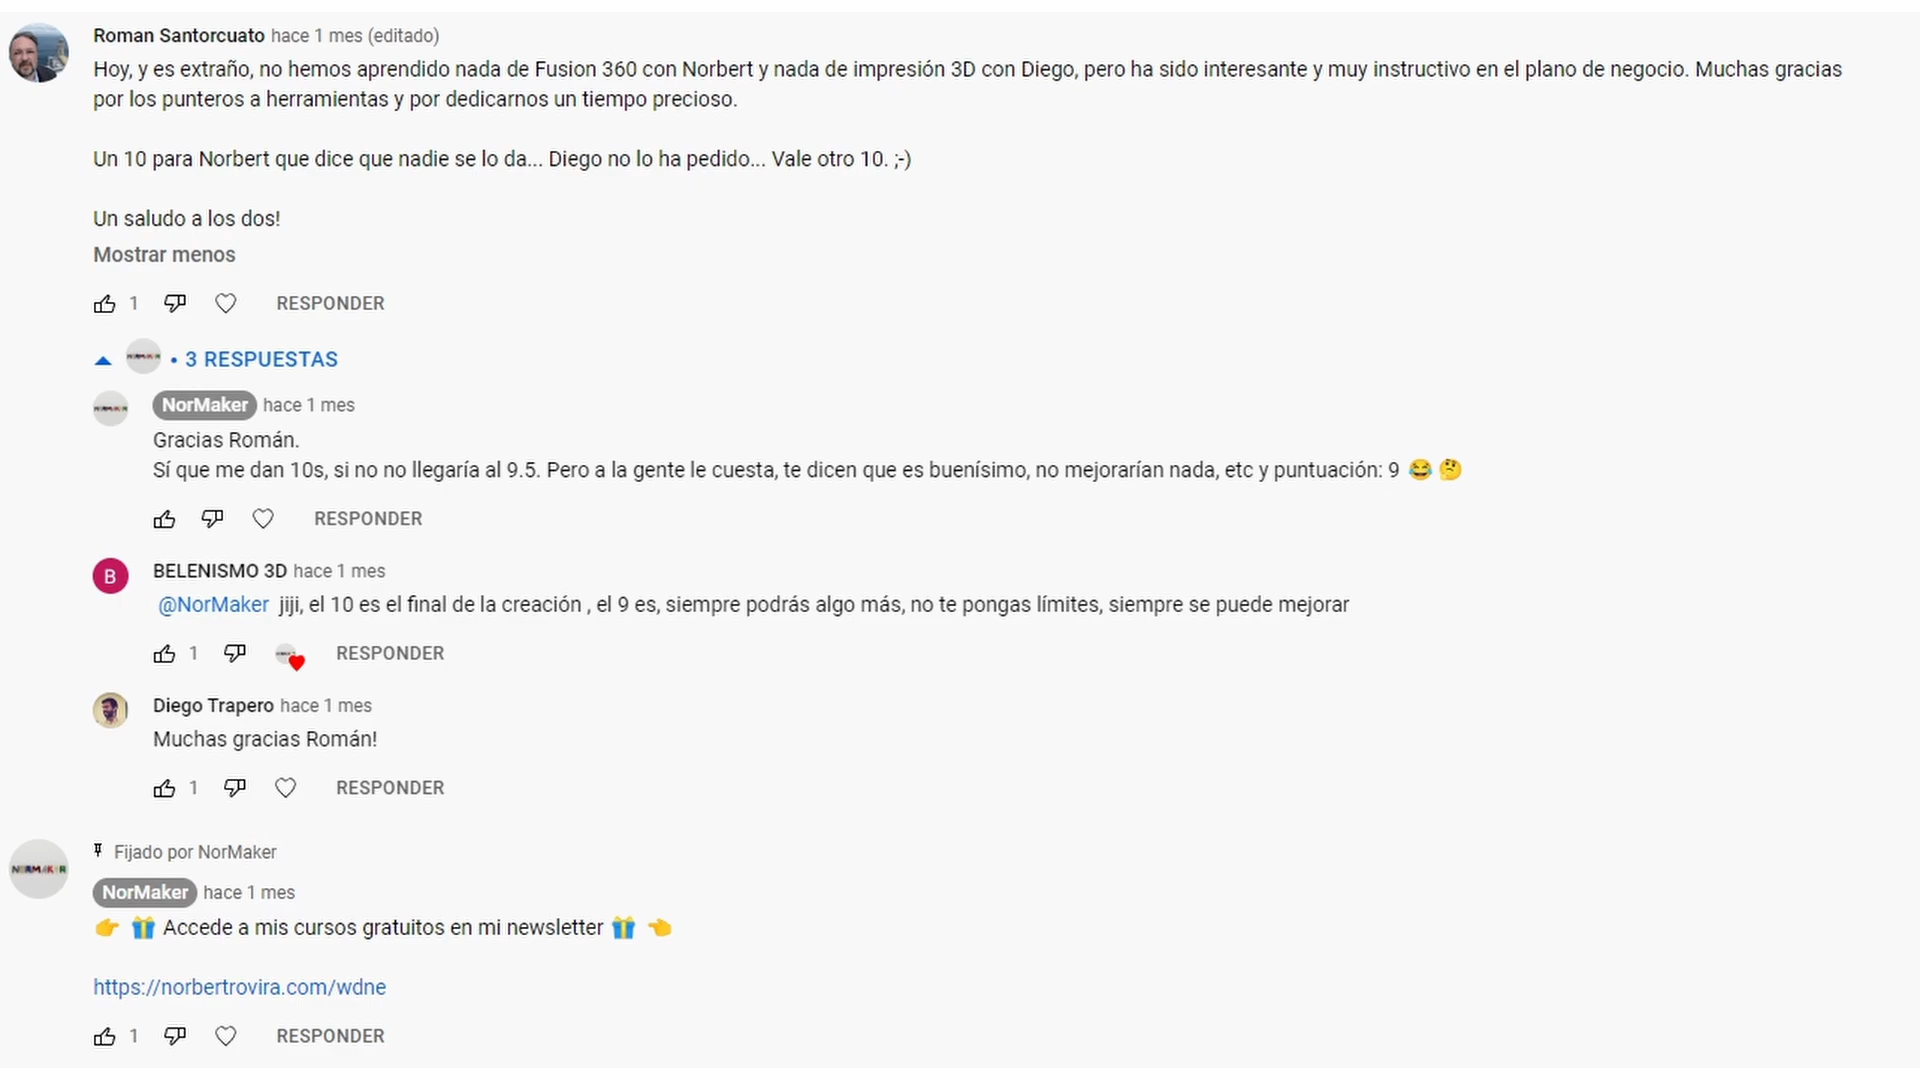 Roman Santorcuato hace 1 mes (editado)
Hoy, y es extraño, no hemos aprendido nada de Fusion 360 con Norbert y nada de impresión 3D con Diego, pero ha sido interesante y muy instructivo en el plano de negocio. Muchas gracias
por los punteros a herramientas y por dedicarnos un tiempo precioso.
Un 10 para Norbert que dice que nadie se lo da... Diego no lo ha pedido... Vale otro 10. ;-)
Un saludo a los dos!
Mostrar menos
1 RESPONDER
NORMAKER • 3 RESPUESTAS
NORMAKER NorMaker hace 1 mes
Gracias Román.
Sí que me dan 10s, si no no llegaría al 9.5. Pero a la gente le cuesta, te dicen que es buenísimo, no mejorarían nada, etc y puntuación: 9 😂 🤔
RESPONDER
B BELENISMO 3D hace 1 mes
@NorMaker jiji, el 10 es el final de la creación , el 9 es, siempre podrás algo más, no te pongas límites, siempre se puede mejorar
1 RESPONDER
Diego Trapero hace 1 mes
Muchas gracias Román!
1 RESPONDER
Fijado por NorMaker
NORMAKER NorMaker hace 1 mes
👉 🎁 Accede a mis cursos gratuitos en mi newsletter 🎁 👈
https://norbertrovira.com/wdne
1 RESPONDER